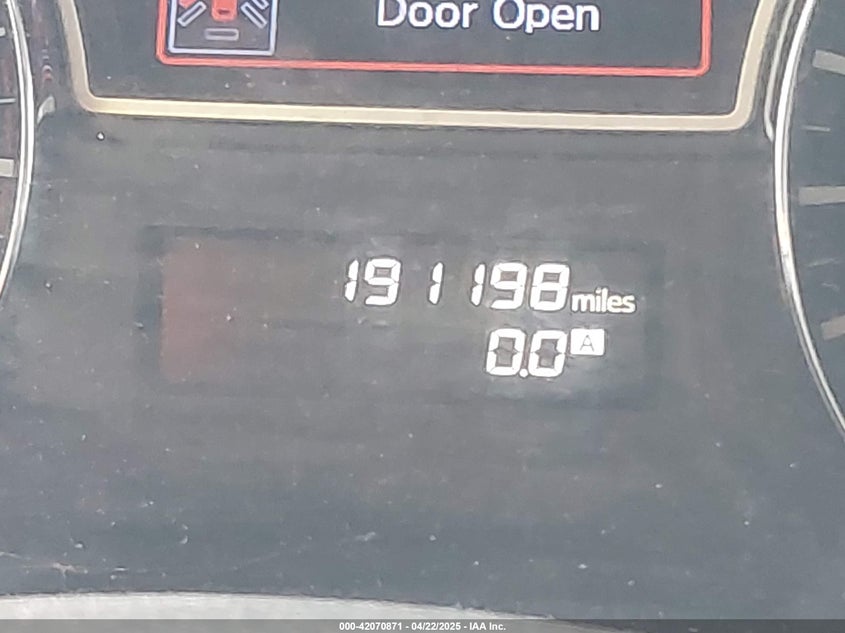 Door Open
191198 miles
0.0 A
000-42070871 - 04/22/2025 - IAA Inc.